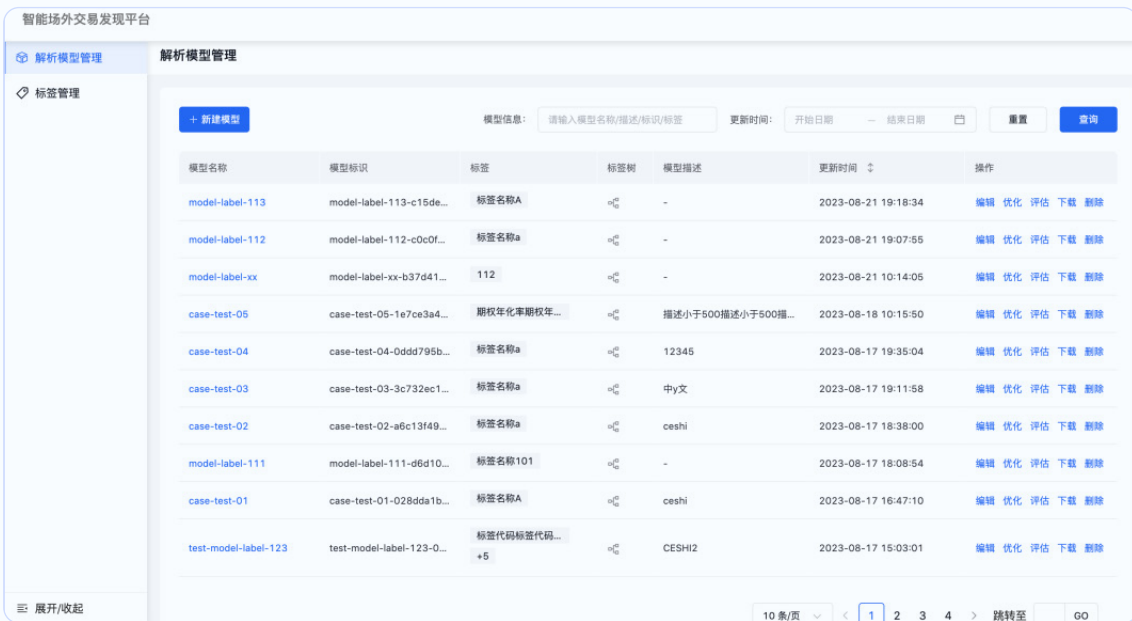 智能场外交易发现平台
解析模型管理
标签管理
展开/收起
解析模型管理
+ 新建模型 模型信息: 请输入模型名称/描述/标识/标签 更新时间: 开始日期 – 结束日期 重置 查询
模型名称 模型标识 标签 标签树 模型描述 更新时间 操作
model-label-113 model-label-113-c15de... 标签名称A - 2023-08-21 19:18:34 编辑 优化 评估 下载 删除
model-label-112 model-label-112-c0c0f... 标签名称a - 2023-08-21 19:07:55 编辑 优化 评估 下载 删除
model-label-xx model-label-xx-b37d41... 112 - 2023-08-21 10:14:05 编辑 优化 评估 下载 删除
case-test-05 case-test-05-1e7ce3a4... 期权年化率期权年... 描述小于500描述小于500描... 2023-08-18 10:15:50 编辑 优化 评估 下载 删除
case-test-04 case-test-04-0ddd795b... 标签名称a 12345 2023-08-17 19:35:04 编辑 优化 评估 下载 删除
case-test-03 case-test-03-3c732ec1... 标签名称a 中y文 2023-08-17 19:11:58 编辑 优化 评估 下载 删除
case-test-02 case-test-02-a6c13f49... 标签名称a ceshi 2023-08-17 18:38:00 编辑 优化 评估 下载 删除
model-label-111 model-label-111-d6d10... 标签名称101 - 2023-08-17 18:08:54 编辑 优化 评估 下载 删除
case-test-01 case-test-01-028dda1b... 标签名称A ceshi 2023-08-17 16:47:10 编辑 优化 评估 下载 删除
test-model-label-123 test-model-label-123-0... 标签代码标签代码... +5 CESHI2 2023-08-17 15:03:01 编辑 优化 评估 下载 删除
10 条/页 < 1 2 3 4 > 跳转至 GO